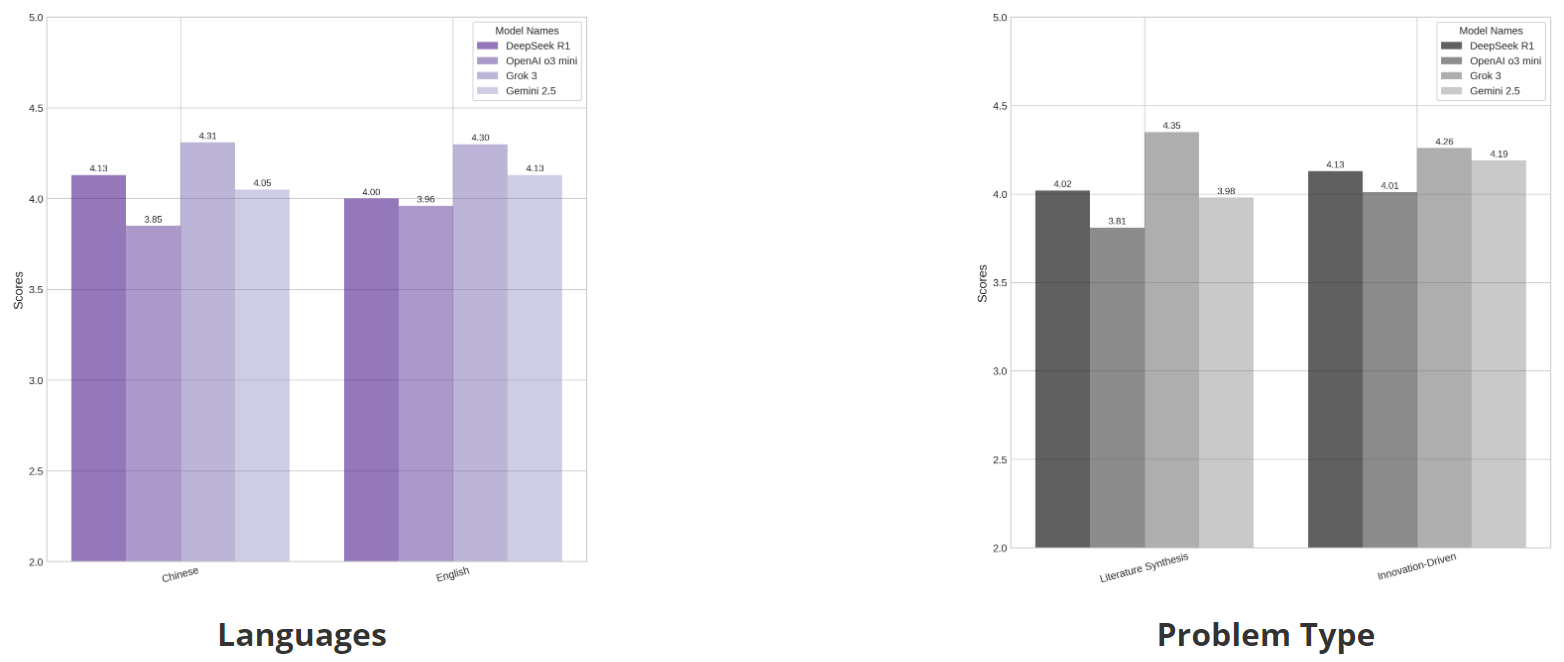 5.0
4.5
4.0
3.5
3.0
2.5
2.0
Scores
Model Names
DeepSeek R1
OpenAI o3 mini
Grok 3
Gemini 2.5
4.13
3.85
4.31
4.05
4.00
3.96
4.30
4.13
Chinese
English
Languages
5.0
4.5
4.0
3.5
3.0
2.5
2.0
Scores
Model Names
DeepSeek R1
OpenAI o3 mini
Grok 3
Gemini 2.5
4.02
3.81
4.35
3.98
4.13
4.01
4.26
4.19
Literature Synthesis
Innovation-Driven
Problem Type